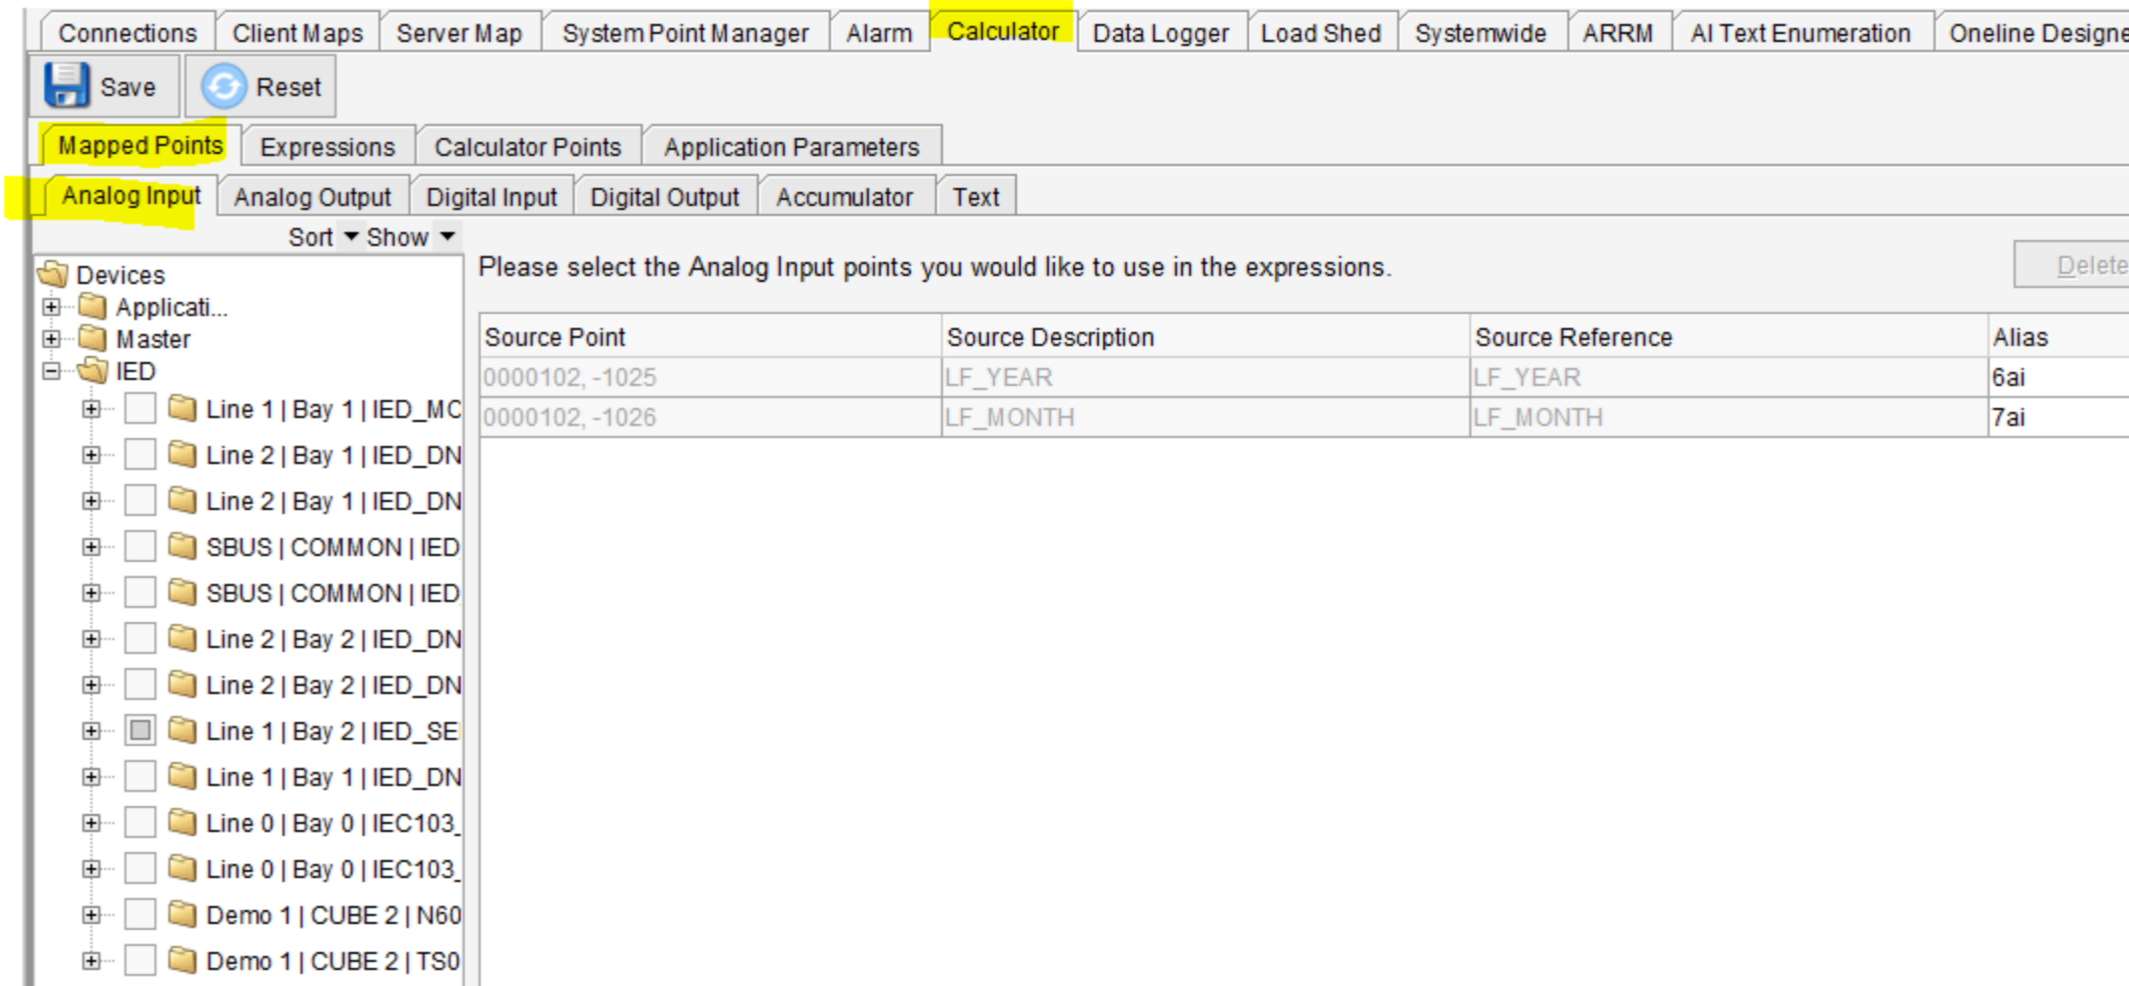 Connections Client Maps Server Map System Point Manager Alarm Calculator Data Logger Load Shed Systemwide ARRM AI Text Enumeration Oneline Designe
Save Reset
Mapped Points Expressions Calculator Points Application Parameters
Analog Input Analog Output Digital Input Digital Output Accumulator Text
Sort Show
Please select the Analog Input points you would like to use in the expressions.
Delete
Devices
Applicati...
Master
IED
Line 1 | Bay 1 | IED_MC
Line 2 | Bay 1 | IED_DN
Line 2 | Bay 1 | IED_DN
SBUS | COMMON | IED
SBUS | COMMON | IED
Line 2 | Bay 2 | IED_DN
Line 2 | Bay 2 | IED_DN
Line 1 | Bay 2 | IED_SE
Line 1 | Bay 1 | IED_DN
Line 0 | Bay 0 | IEC103_
Line 0 | Bay 0 | IEC103_
Demo 1 | CUBE 2 | N60
Demo 1 | CUBE 2 | TS0
Source Point Source Description Source Reference Alias
0000102, -1025 LF_YEAR LF_YEAR 6ai
0000102, -1026 LF_MONTH LF_MONTH 7ai